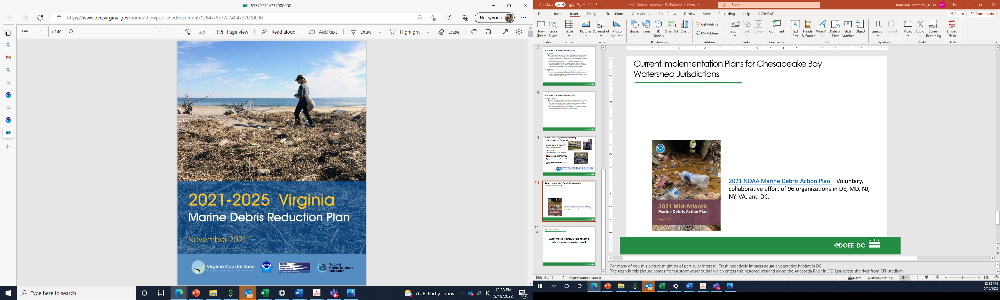 637727494737000000
https://www.deq.virginia.gov/home/showpublisheddocument/12647/637727494737000000
Not syncing
1 of 40
Page view
Read aloud
Add text
Draw
Highlight
Erase
2021-2025 Virginia
Marine Debris Reduction Plan
November 2021
Virginia Coastal Zone
MANAGEMENT PROGRAM
NOAA
CLEAN
VIRGINIA
WATERWAYS
Of Longwood University
National
Marine Sanctuary
Foundation
Type here to search
9+
76°F Partly sunny
12:38 PM
5/19/2022
27
AutoSave On
PPAT_Source_Reduction_051922.pptx - Saved
Search
Robinson, Matthew (DOEE) RM
File Home Insert Design Transitions Animations Slide Show Review View Recording Help ACROBAT
Share
Comments
New Slide
Reuse Slides
Table
Pictures
Screenshot
Photo Album
Shapes
Icons
3D Models
SmartArt
Chart
Get Add-ins
My Add-ins
Zoom
Link
Action
Comment
Text Box
Header & Footer
WordArt
Date & Time
Slide Number
Object
Equation
Symbol
Video
Audio
Screen Recording
Embed Flash
Slides Tables Images Illustrations Add-ins Links Comments Text Symbols Media Flash
7
Examples of Pathway Interventions
8
Examples of Pathway Interventions
9
Prevent Balloon Litter.org
10
Current Implementation Plans for Chesapeake Bay
Watershed Jurisdictions
11
BIG QUESTION...
Can we seriously start talking
about source reduction?
Current Implementation Plans for Chesapeake Bay
Watershed Jurisdictions
2021 Mid-Atlantic
Marine Debris Action Plan
May 2021
2021 NOAA Marine Debris Action Plan – Voluntary,
collaborative effort of 96 organizations in DE, MD, NJ,
NY, VA, and DC.
@DOEE_DC
For many of you this picture might be of particular interest. Trash negatively impacts aquatic vegetative habitat in DC.
The trash in this picture comes from a stormwater outfall which enters this restored wetland along the Anacostia River in DC, just across the river from RFK stadium.
Slide 10 of 11
English (United States)
Notes
Display Settings
98%
9+
12:38 PM
5/19/2022